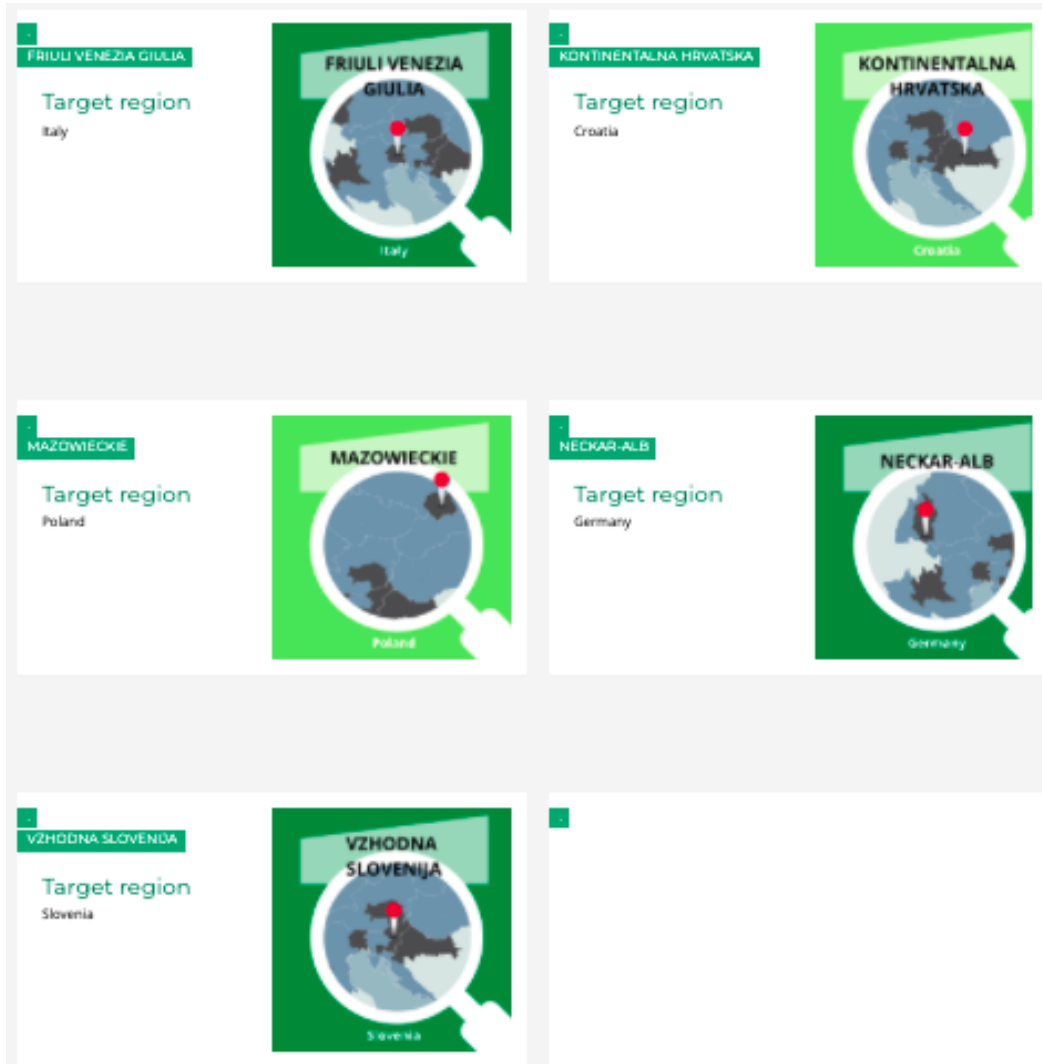 -
FRIULI VENEZIA GIULIA
Target region
Italy
FRIULI VENEZIA
GIULIA
Italy
-
KONTINENTALNA HRVATSKA
Target region
Croatia
KONTINENTALNA
HRVATSKA
Croatia
-
MAZOWIECKIE
Target region
Poland
MAZOWIECKIE
Poland
-
NECKAR-ALB
Target region
Germany
NECKAR-ALB
Germany
-
VZHODNA SLOVENIJA
Target region
Slovenia
VZHODNA
SLOVENIJA
Slovenia
-